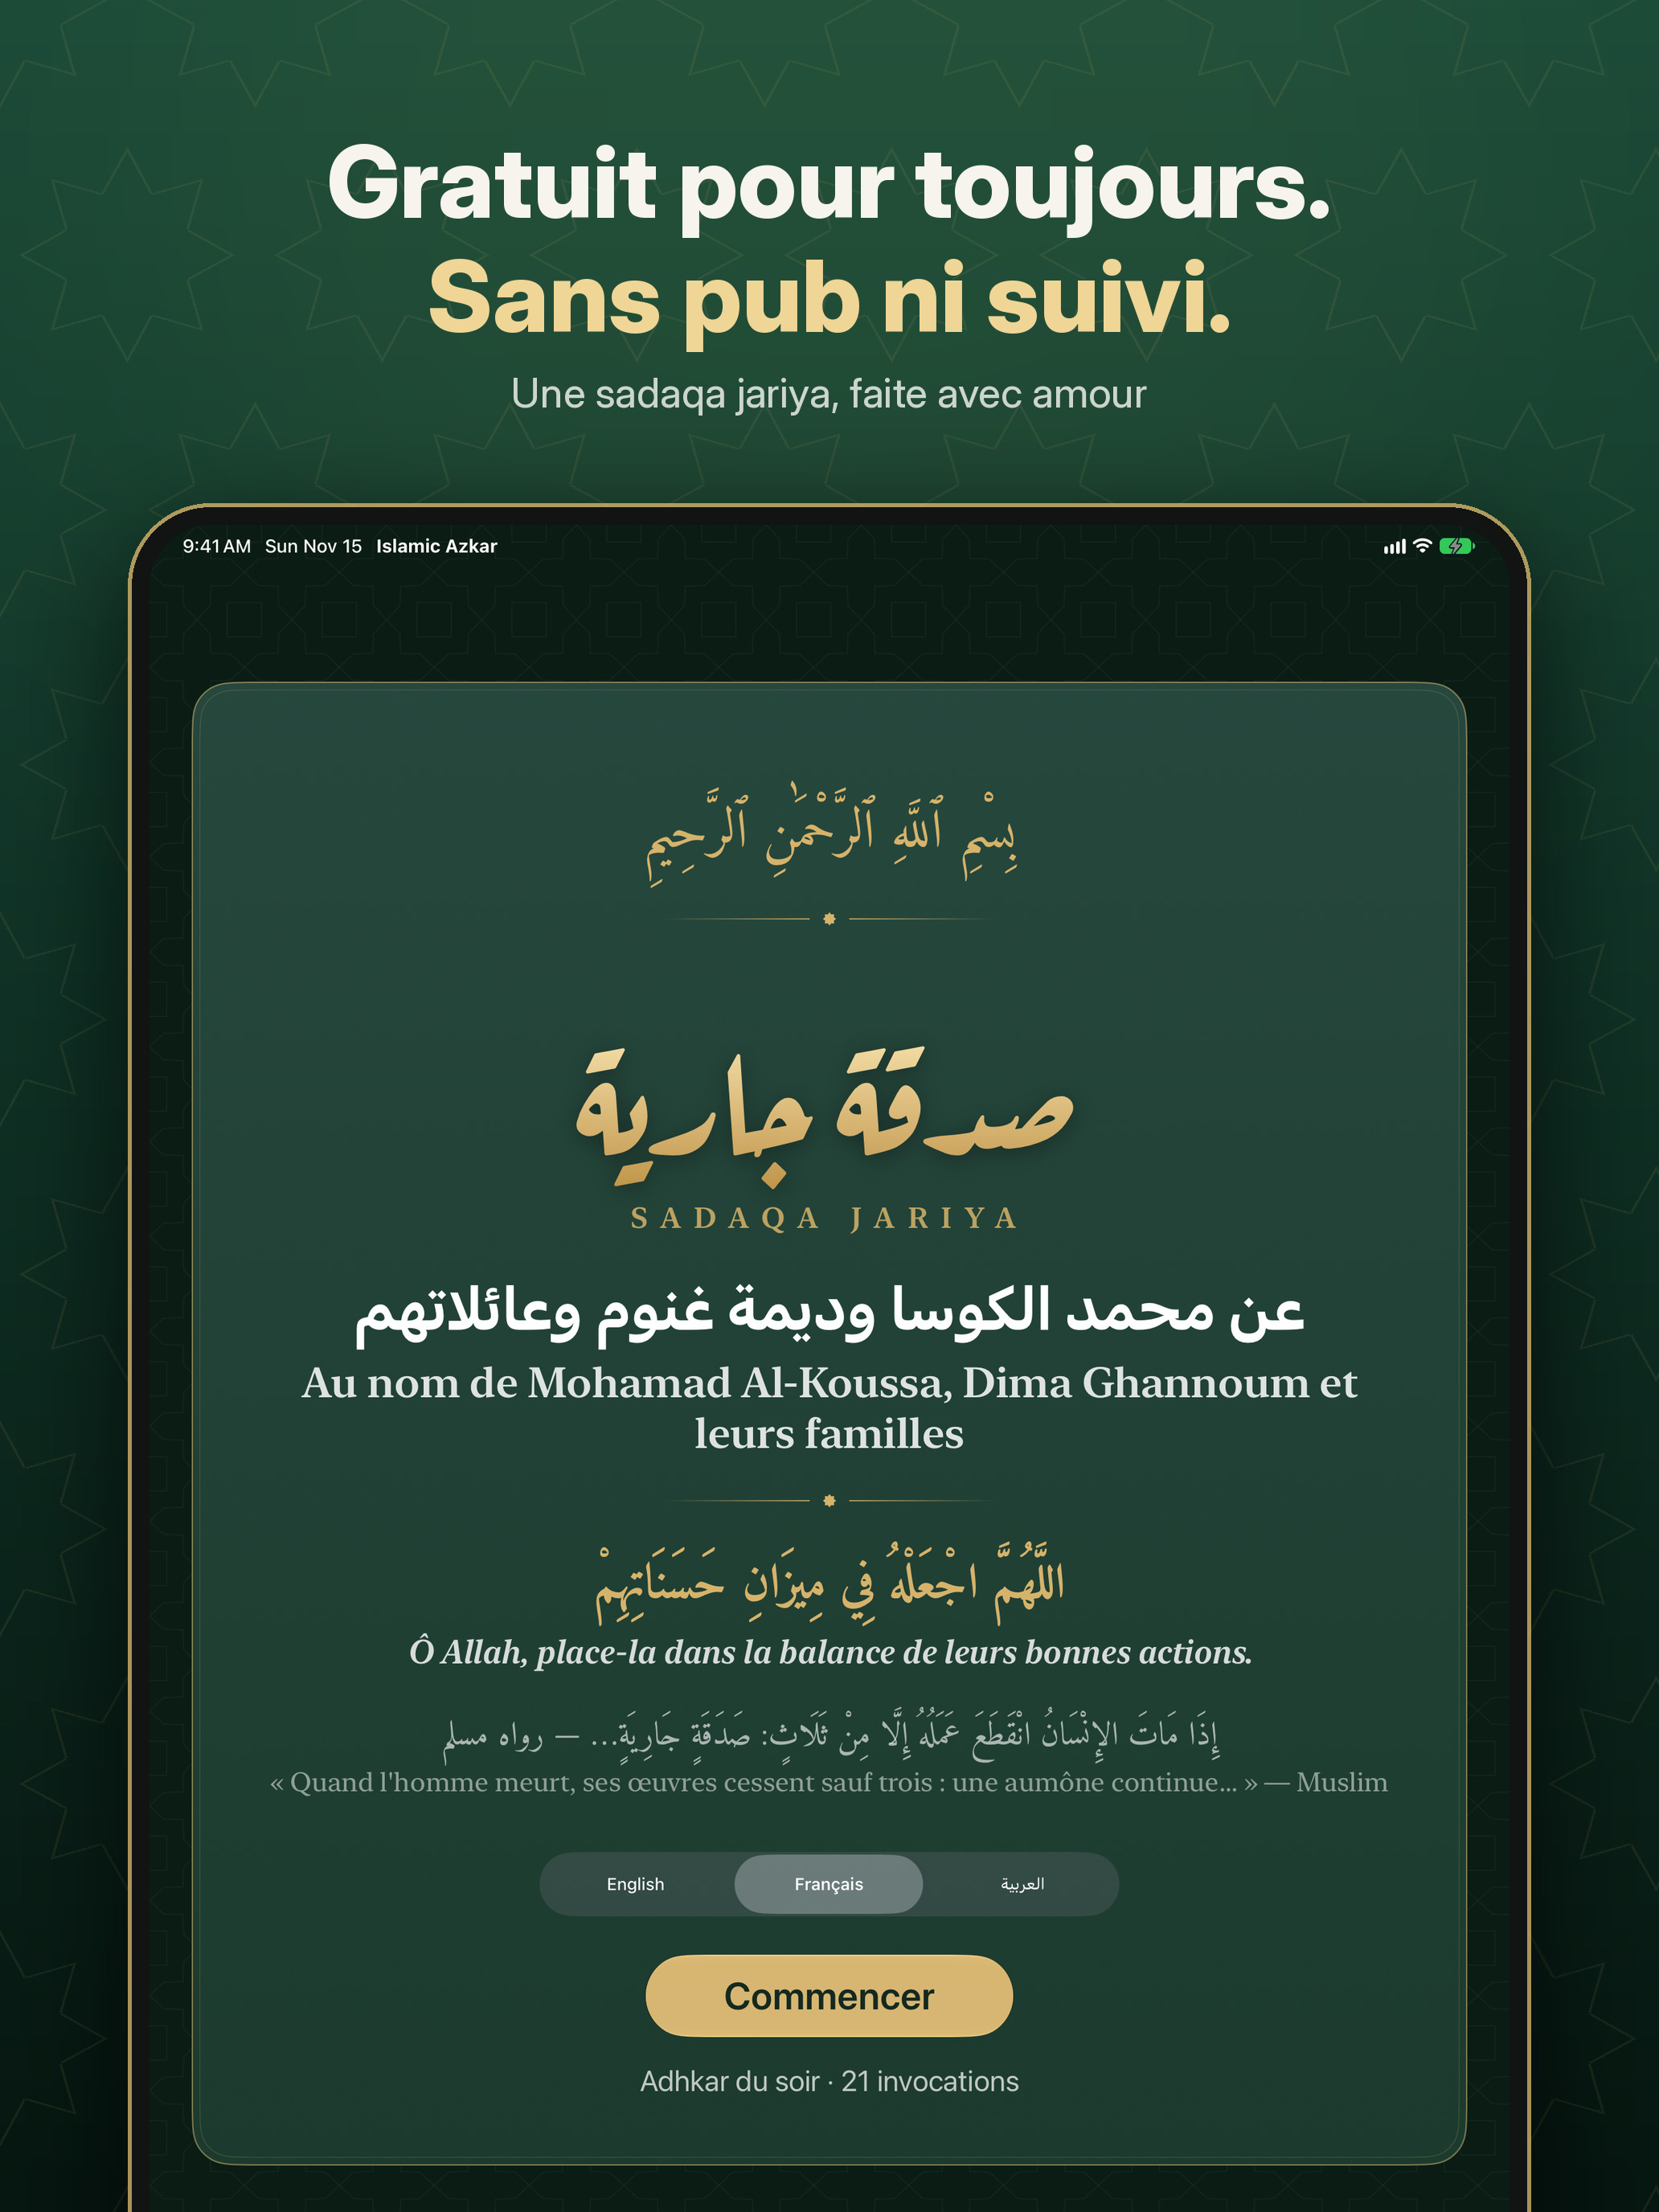 Gratuit pour toujours.
Sans pub ni suivi.
Une sadaqa jariya, faite avec amour
9:41 AM Sun Nov 15 Islamic Azkar
بِسْمِ ٱللَّهِ ٱلرَّحْمَٰنِ ٱلرَّحِيمِ
صدقة جارية
SADAQA JARIYA
عن محمد الكوسا وديمة غنوم وعائلاتهم
Au nom de Mohamad Al-Koussa, Dima Ghannoum et
leurs familles
اللَّهُمَّ اجْعَلْهُ فِي مِيزَانِ حَسَنَاتِهِمْ
Ô Allah, place-la dans la balance de leurs bonnes actions.
إِذَا مَاتَ الإِنْسَانُ انْقَطَعَ عَمَلُهُ إِلَّا مِنْ ثَلَاثٍ: صَدَقَةٍ جَارِيَةٍ... — رواه مسلم
« Quand l'homme meurt, ses œuvres cessent sauf trois : une aumône continue... » — Muslim
English Français العربية
Commencer
Adhkar du soir · 21 invocations